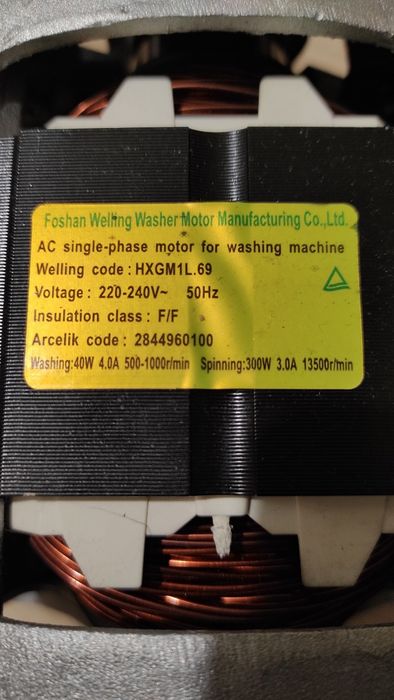 Foshan Welling Washer Motor Manufacturing Co.,Ltd.
AC single-phase motor for washing machine
Welling code : HXGM1L.69
Voltage : 220-240V~ 50Hz
Insulation class : F/F
Arcelik code : 2844960100
Washing:40W 4.0A 500-1000r/min Spinning:300W 3.0A 13500r/min